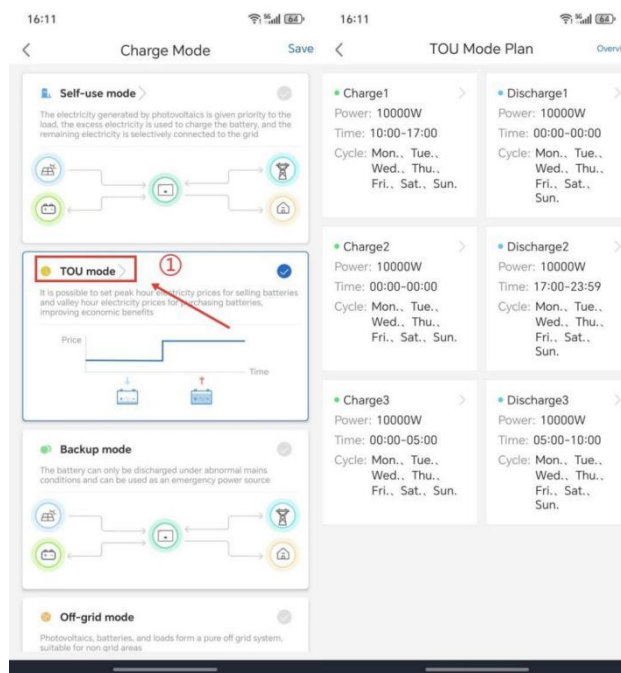 16:11
5G 64
Charge Mode
Save
Self-use mode
The electricity generated by photovoltaics is given priority to the
load, the excess electricity is used to charge the battery, and the
remaining electricity is selectively connected to the grid
TOU mode
①
It is possible to set peak hour electricity prices for selling batteries
and valley hour electricity prices for purchasing batteries,
improving economic benefits
Price
Time
Backup mode
The battery can only be discharged under abnormal mains
conditions and can be used as an emergency power source
Off-grid mode
Photovoltaics, batteries, and loads form a pure off grid system,
suitable for non grid areas
16:11
5G 64
TOU Mode Plan
Overvi
Charge1
Power: 10000W
Time: 10:00-17:00
Cycle: Mon.、Tue.、
Wed.、Thu.、
Fri.、Sat.、Sun.
Discharge1
Power: 10000W
Time: 00:00-00:00
Cycle: Mon.、Tue.、
Wed.、Thu.、
Fri.、Sat.、
Sun.
Charge2
Power: 10000W
Time: 00:00-00:00
Cycle: Mon.、Tue.、
Wed.、Thu.、
Fri.、Sat.、Sun.
Discharge2
Power: 10000W
Time: 17:00-23:59
Cycle: Mon.、Tue.、
Wed.、Thu.、
Fri.、Sat.、
Sun.
Charge3
Power: 10000W
Time: 00:00-05:00
Cycle: Mon.、Tue.、
Wed.、Thu.、
Fri.、Sat.、Sun.
Discharge3
Power: 10000W
Time: 05:00-10:00
Cycle: Mon.、Tue.、
Wed.、Thu.、
Fri.、Sat.、
Sun.